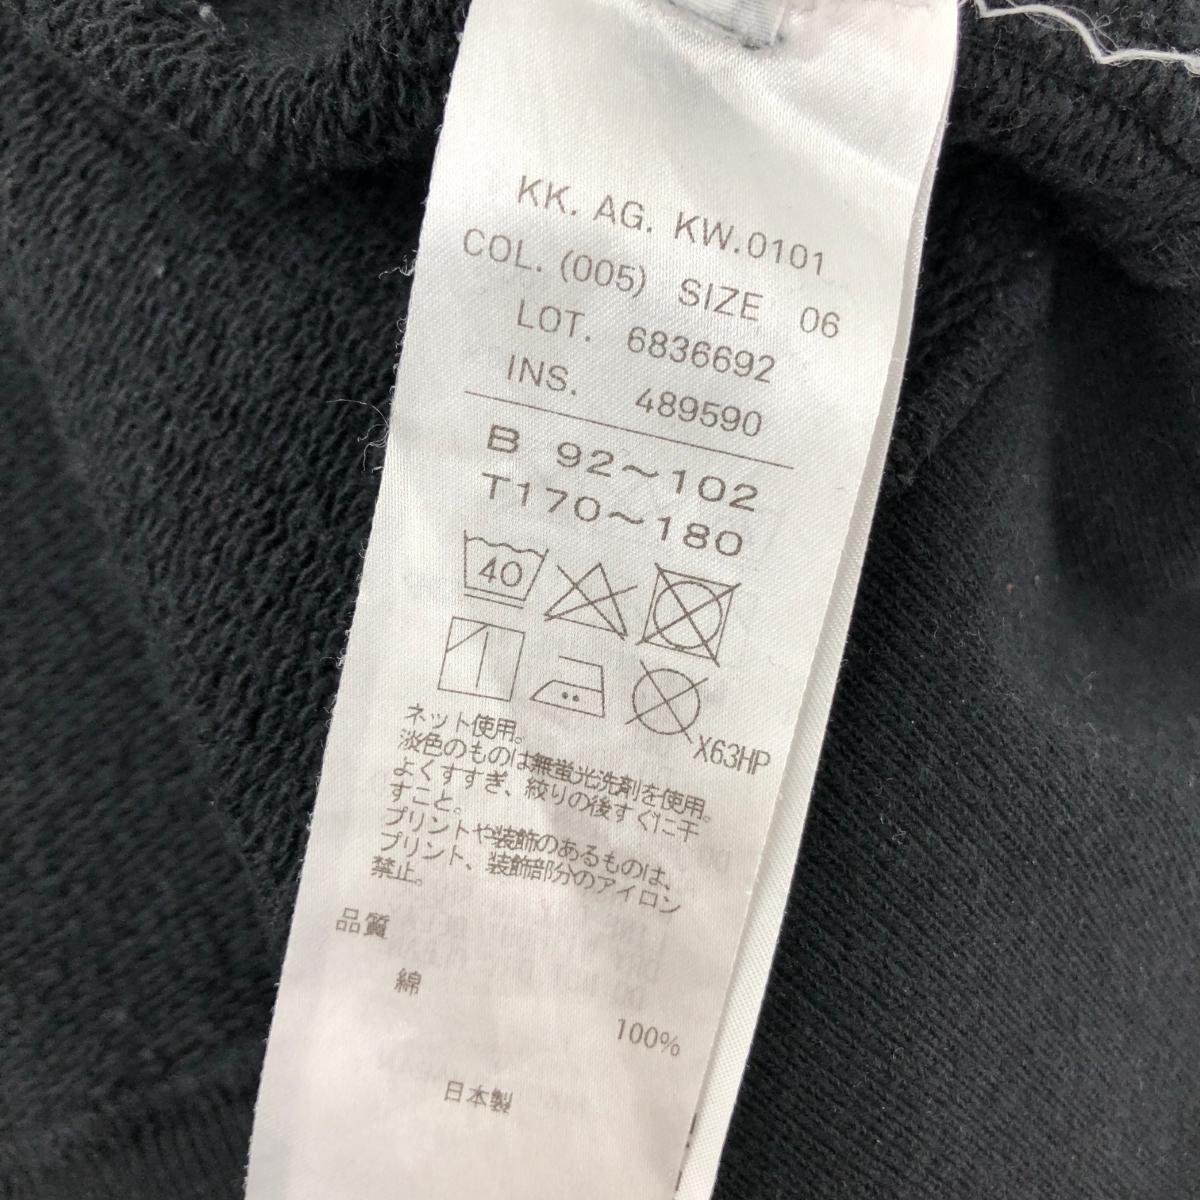 KK. AG. KW.0101
COL. (005) SIZE 06
LOT. 6836692
INS. 489590
B 92～102
T170～180
40
X63HP
ネット使用。
淡色のものは無蛍光洗剤を使用。
よくすすぎ、絞りの後すぐに干
すこと。
プリントや装飾のあるものは、
プリント、装飾部分のアイロン
禁止。
品質
綿
100%
日本製